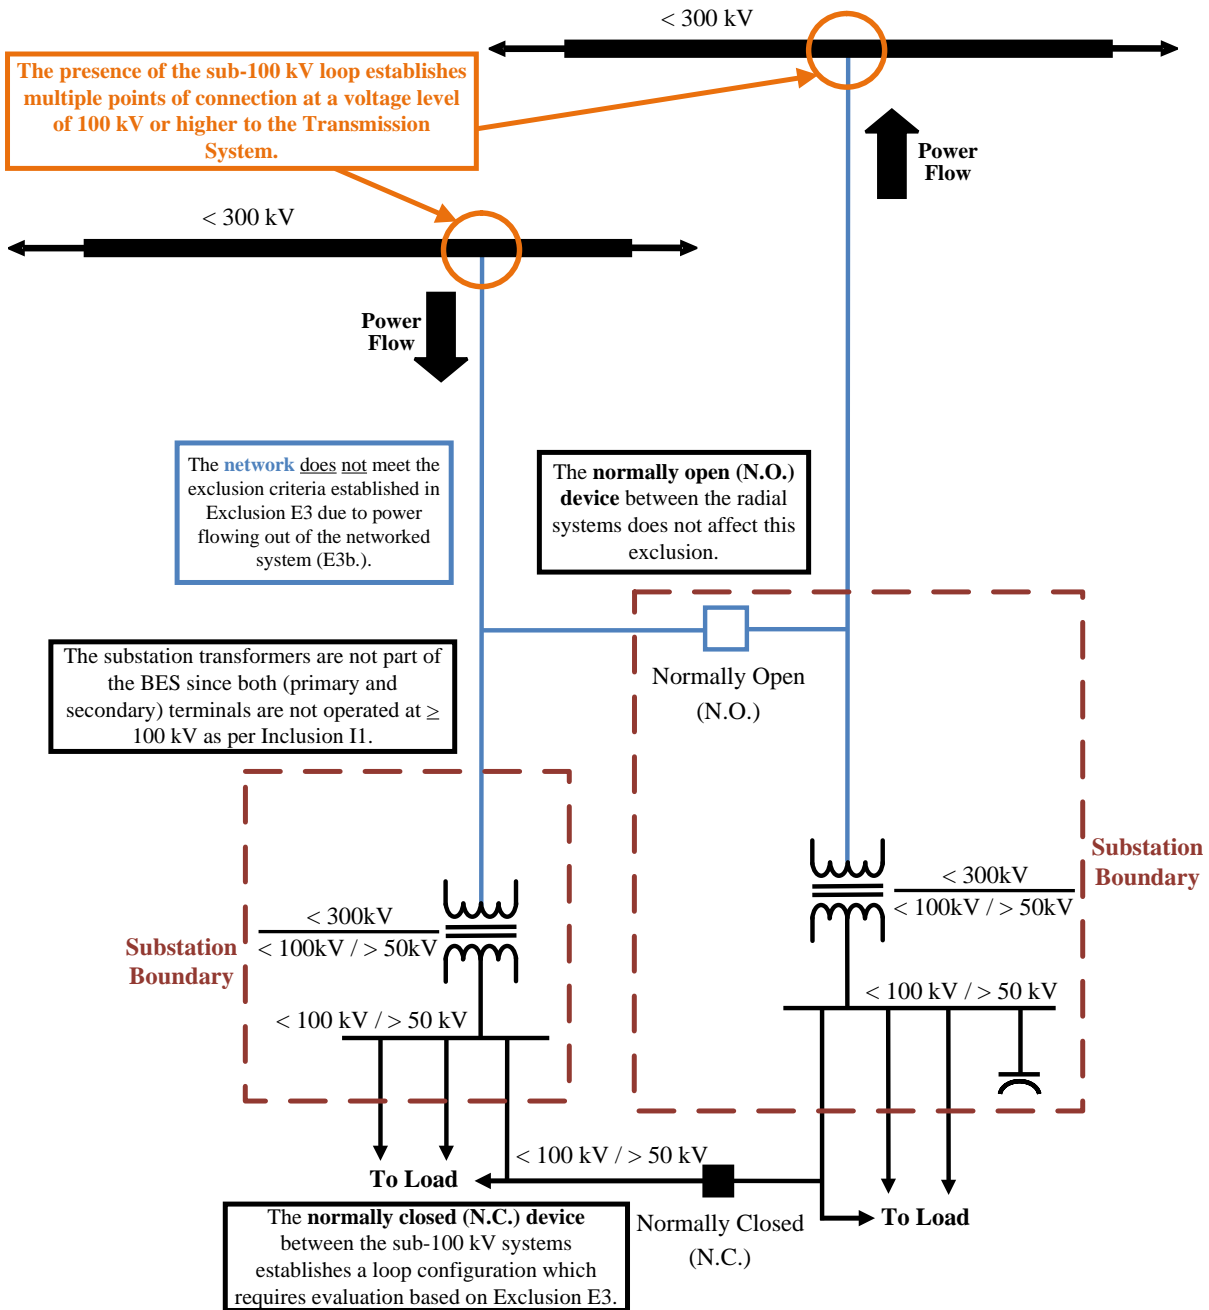 < 300 kV
The presence of the sub-100 kV loop establishes
multiple points of connection at a voltage level
of 100 kV or higher to the Transmission
System.
Power
Flow
< 300 kV
Power
Flow
The network does not meet the
exclusion criteria established in
Exclusion E3 due to power
flowing out of the networked
system (E3b.).
The normally open (N.O.)
device between the radial
systems does not affect this
exclusion.
The substation transformers are not part of
the BES since both (primary and
secondary) terminals are not operated at ≥
100 kV as per Inclusion I1.
Normally Open
(N.O.)
Substation
Boundary
< 300kV
< 100kV / > 50kV
< 300kV
< 100kV / > 50kV
Substation
Boundary
< 100 kV / > 50 kV
< 100 kV / > 50 kV
< 100 kV / > 50 kV
To Load
To Load
The normally closed (N.C.) device
between the sub-100 kV systems
establishes a loop configuration which
requires evaluation based on Exclusion E3.
Normally Closed
(N.C.)